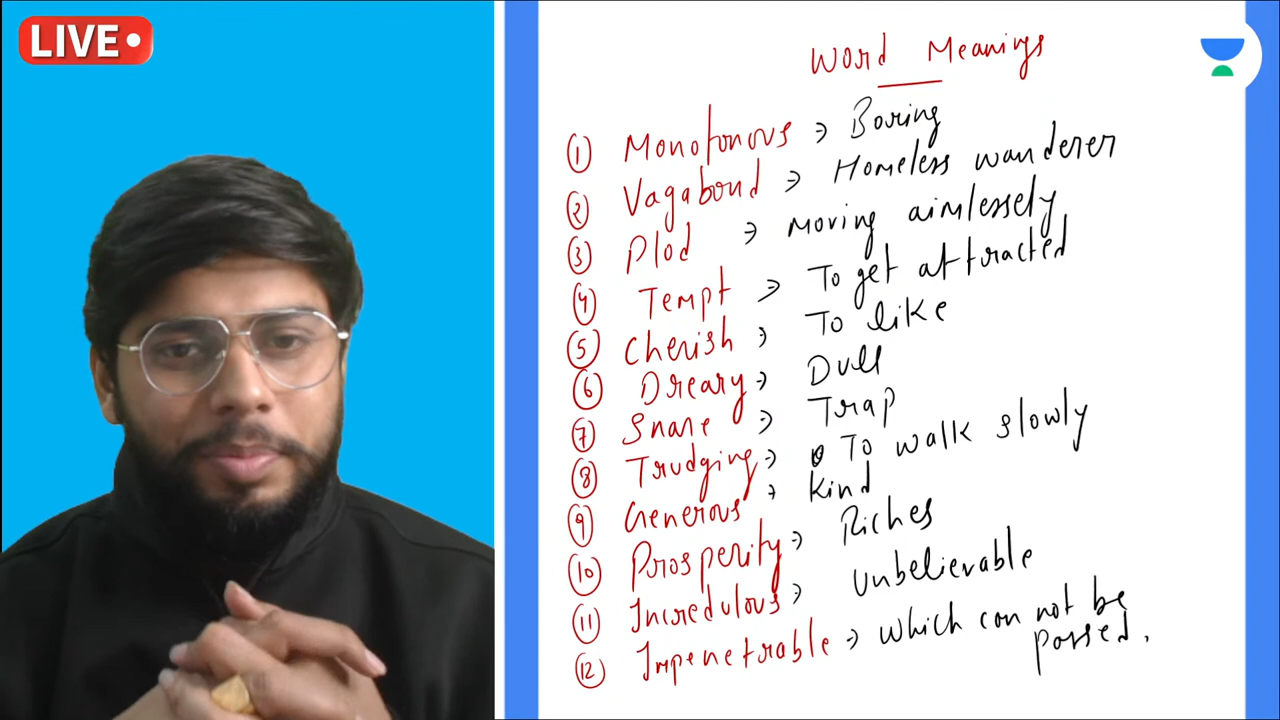 LIVE
Word Meanings
1 Monotonous → Boring
2 Vagabond → Homeless wanderer
3 Plod → moving aimlessely
4 Tempt → To get attracted
5 Cherish → To like
6 Dreary → Dull
7 Snare → Trap
8 Trudging → To walk slowly
9 Generous → Kind
10 Prosperity → Riches
11 Incredulous → unbelievable
12 Impenetrable → which can not be
passed.